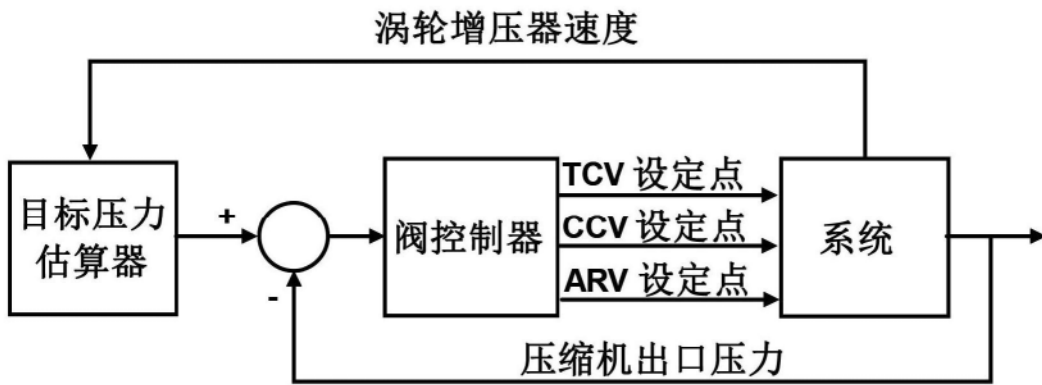 涡轮增压器速度
目标压力
估算器
+
-
阀控制器
TCV 设定点
CCV 设定点
ARV 设定点
系统
压缩机出口压力